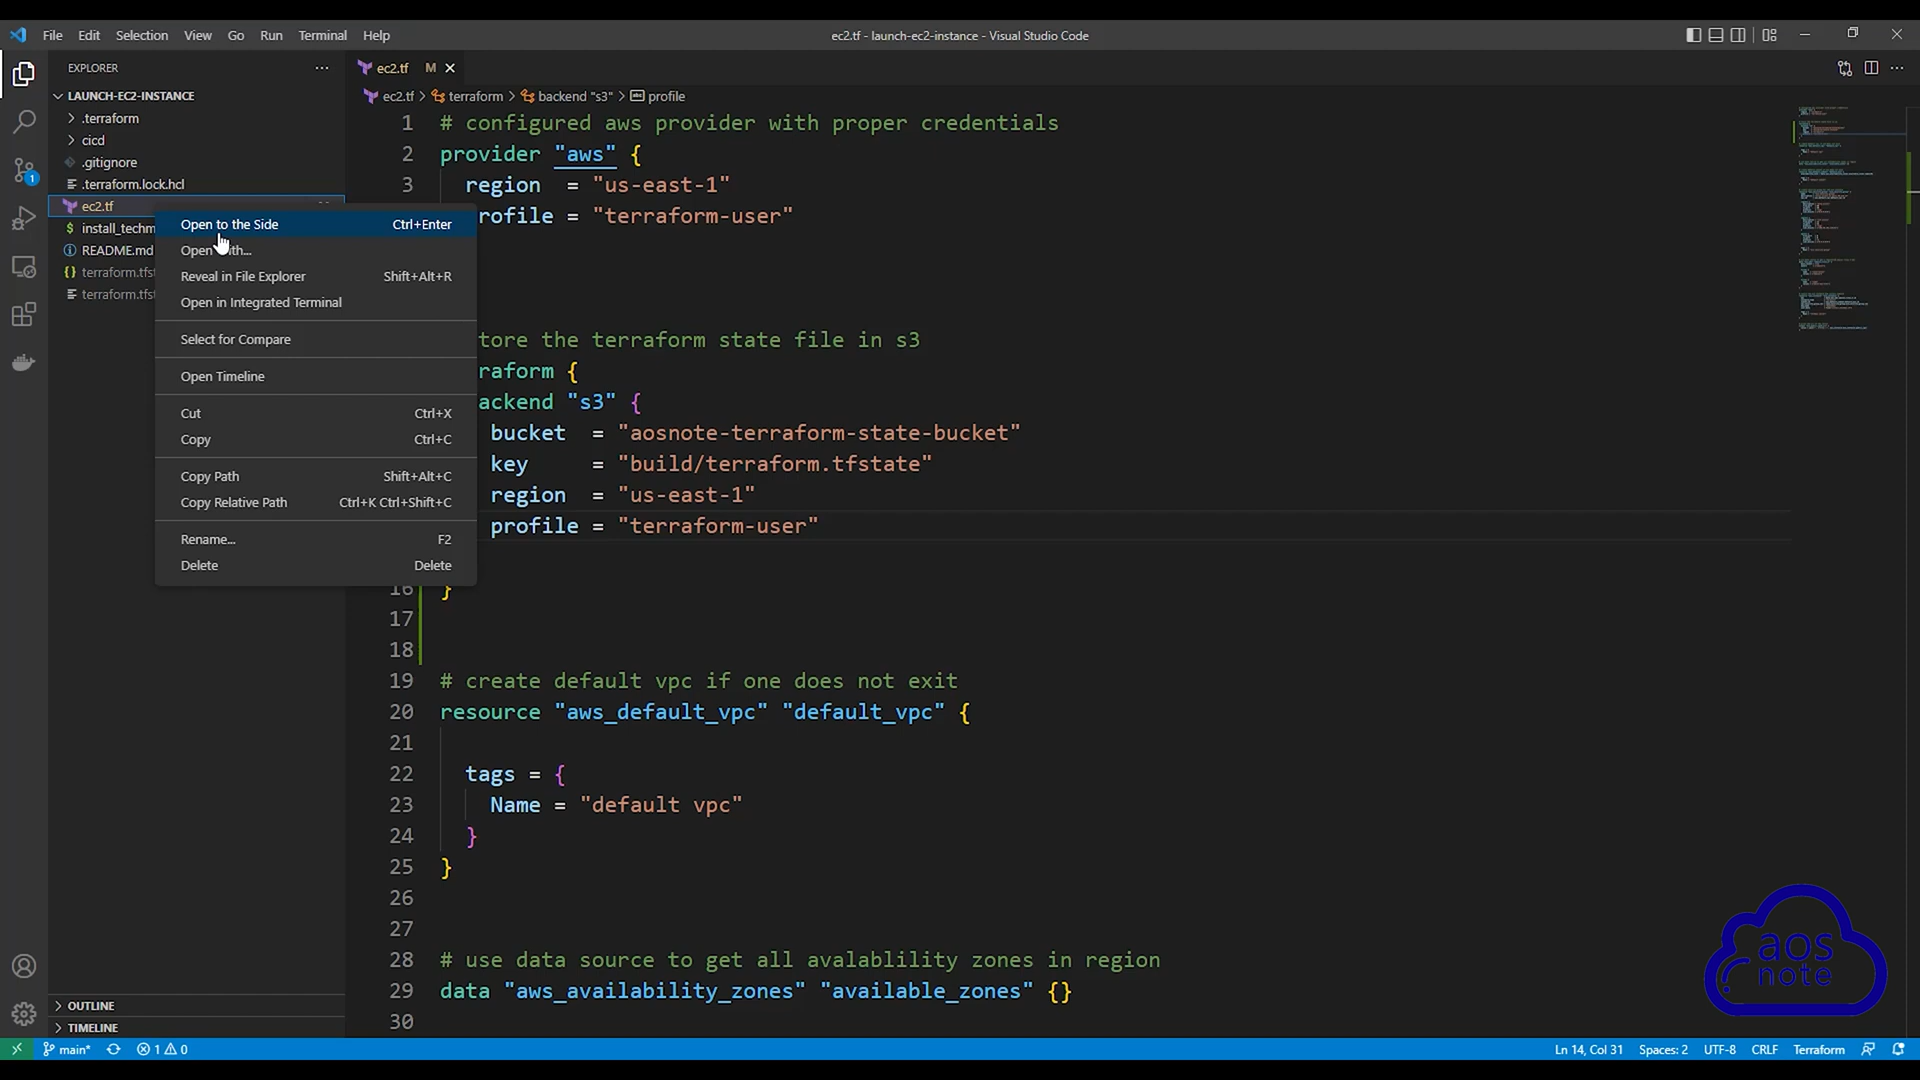 File Edit Selection View Go Run Terminal Help
ec2.tf - launch-ec2-instance - Visual Studio Code
EXPLORER
LAUNCH-EC2-INSTANCE
.terraform
cicd
.gitignore
.terraform.lock.hcl
ec2.tf
install_techm
README.md
terraform.tfst
terraform.tfst
OUTLINE
TIMELINE
1
Open to the Side Ctrl+Enter
Open With...
Reveal in File Explorer Shift+Alt+R
Open in Integrated Terminal
Select for Compare
Open Timeline
Cut Ctrl+X
Copy Ctrl+C
Copy Path Shift+Alt+C
Copy Relative Path Ctrl+K Ctrl+Shift+C
Rename... F2
Delete Delete
ec2.tf M
ec2.tf > terraform > backend "s3" > profile
1 # configured aws provider with proper credentials
2 provider "aws" {
3 region = "us-east-1"
rofile = "terraform-user"
tore the terraform state file in s3
raform {
ackend "s3" {
bucket = "aosnote-terraform-state-bucket"
key = "build/terraform.tfstate"
region = "us-east-1"
profile = "terraform-user"
16 }
17
18
19 # create default vpc if one does not exit
20 resource "aws_default_vpc" "default_vpc" {
21
22 tags = {
23 Name = "default vpc"
24 }
25 }
26
27
28 # use data source to get all avalablility zones in region
29 data "aws_availability_zones" "available_zones" {}
30
aos
note
main* 1 0
Ln 14, Col 31 Spaces: 2 UTF-8 CRLF Terraform